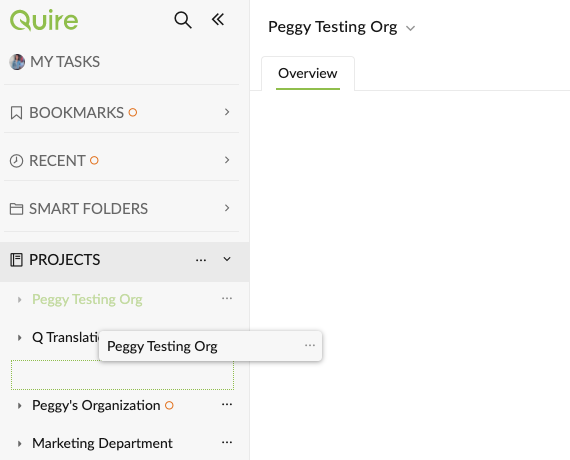 Quire
Peggy Testing Org
MY TASKS
Overview
BOOKMARKS
RECENT
SMART FOLDERS
PROJECTS
Peggy Testing Org
Q
Peggy Testing Org
Peggy's Organization
Marketing Department